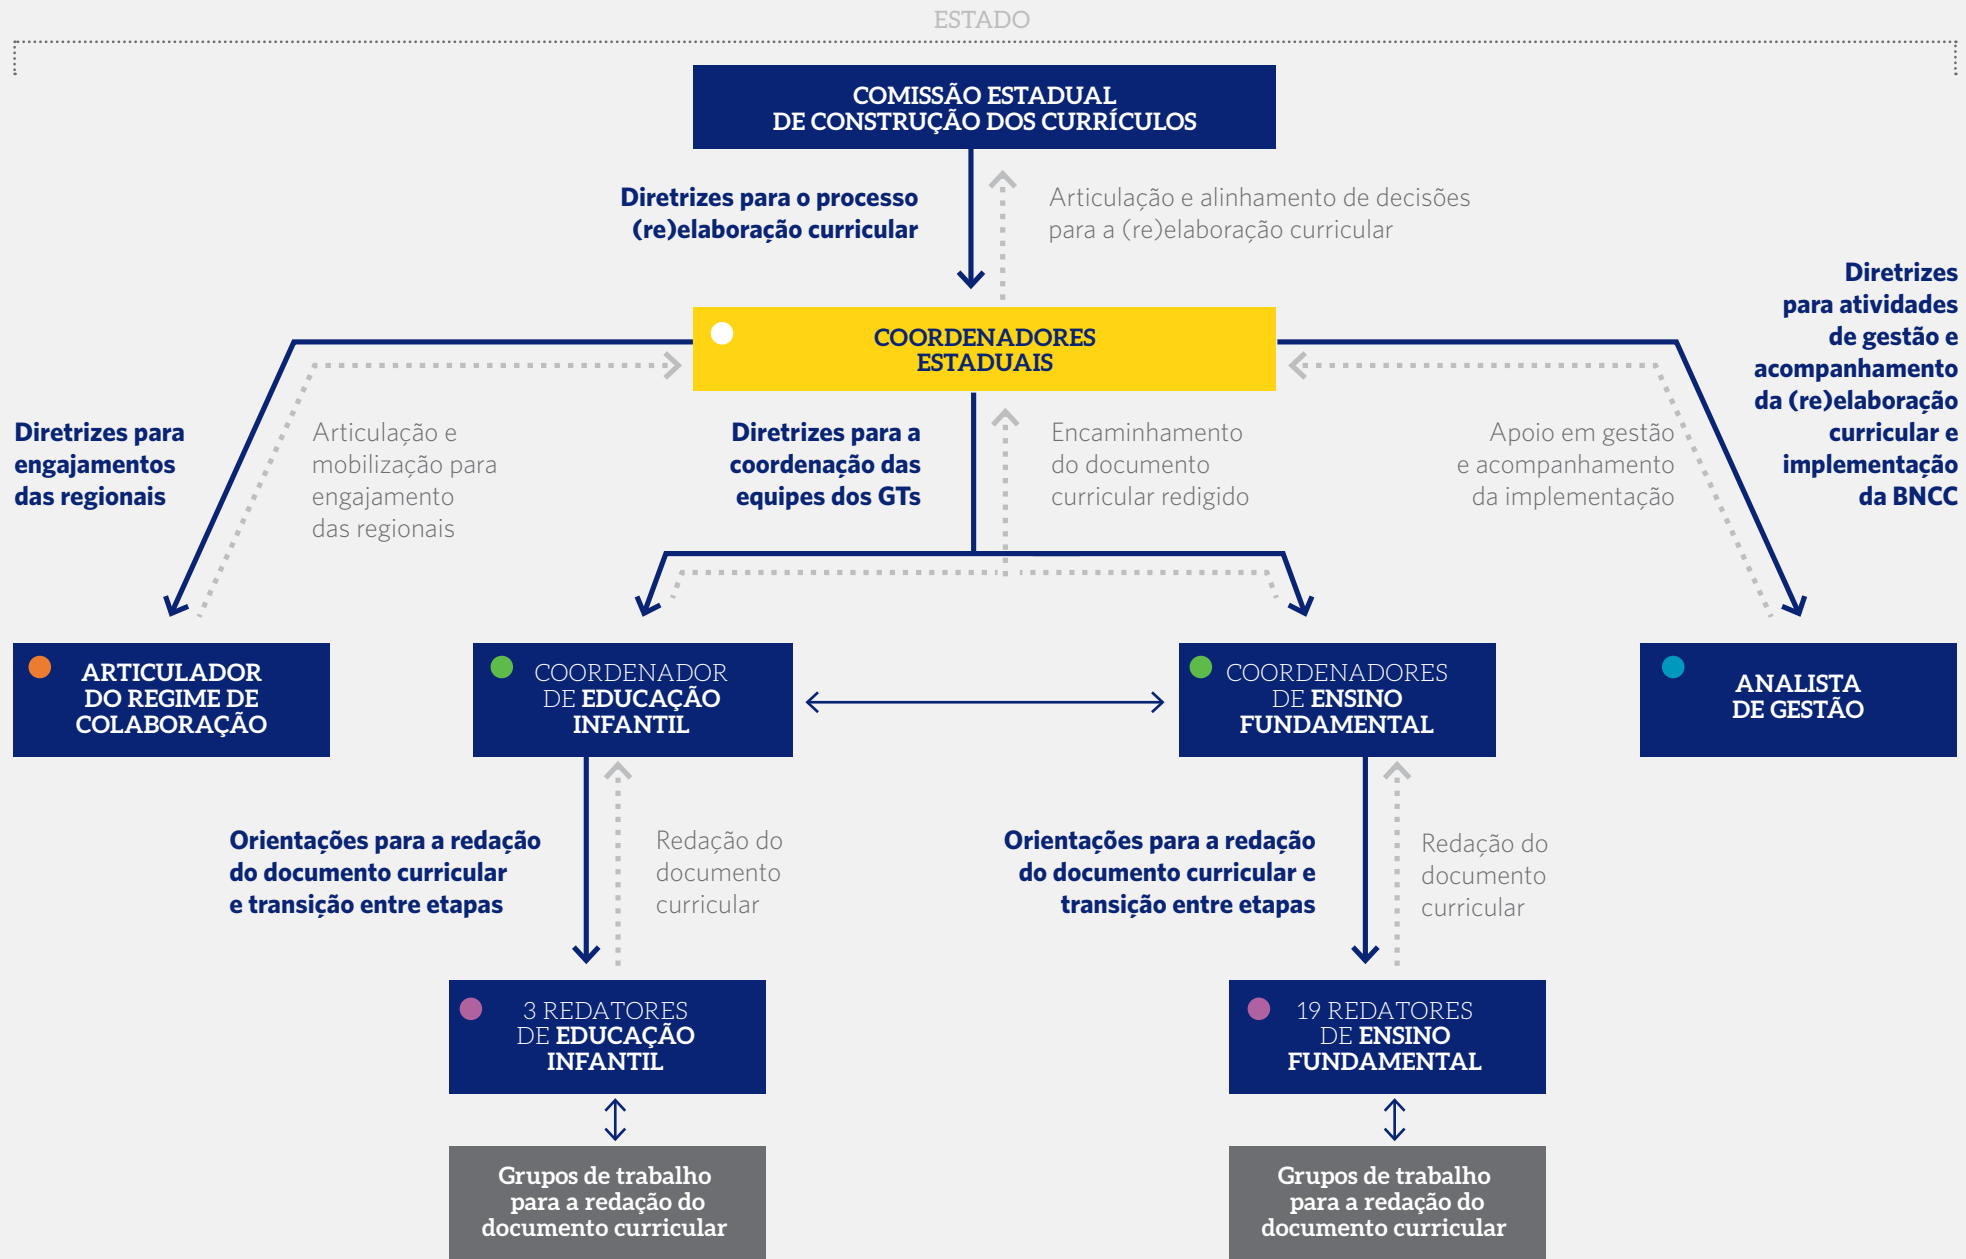 ESTADO
COMISSÃO ESTADUAL
DE CONSTRUÇÃO DOS CURRÍCULOS
Diretrizes para o processo
(re)elaboração curricular
Articulação e alinhamento de decisões
para a (re)elaboração curricular
COORDENADORES
ESTADUAIS
Diretrizes
para atividades
de gestão e
acompanhamento
da (re)elaboração
curricular e
implementação
da BNCC
Diretrizes para
engajamentos
das regionais
Articulação e
mobilização para
engajamento
das regionais
Diretrizes para a
coordenação das
equipes dos GTs
Encaminhamento
do documento
curricular redigido
Apoio em gestão
e acompanhamento
da implementação
ARTICULADOR
DO REGIME DE
COLABORAÇÃO
COORDENADOR
DE EDUCAÇÃO
INFANTIL
COORDENADORES
DE ENSINO
FUNDAMENTAL
ANALISTA
DE GESTÃO
Orientações para a redação
do documento curricular
e transição entre etapas
Redação do
documento
curricular
Orientações para a redação
do documento curricular e
transição entre etapas
Redação do
documento
curricular
3 REDATORES
DE EDUCAÇÃO
INFANTIL
19 REDATORES
DE ENSINO
FUNDAMENTAL
Grupos de trabalho
para a redação do
documento curricular
Grupos de trabalho
para a redação do
documento curricular